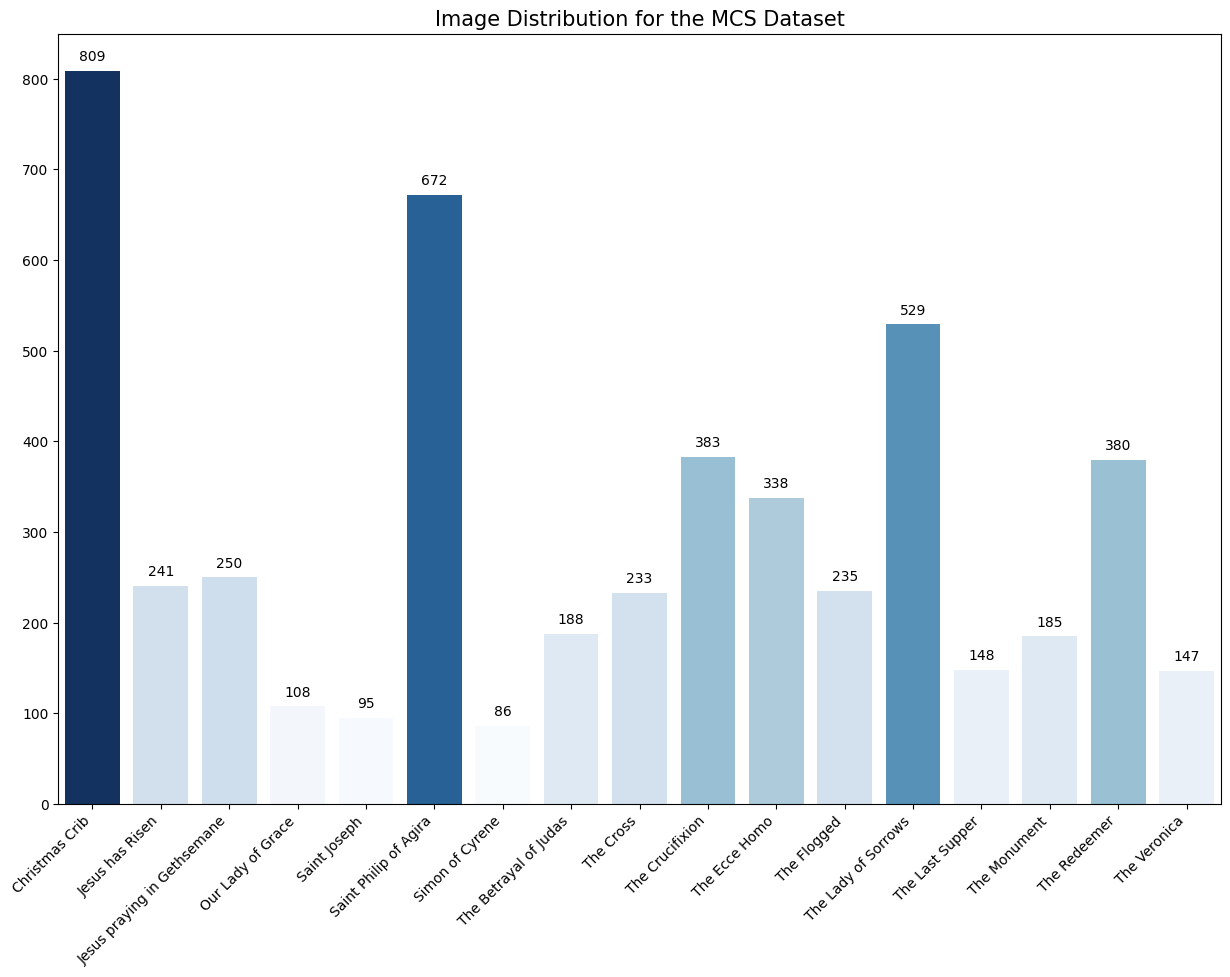 Image Distribution for the MCS Dataset
800
700
600
500
400
300
200
100
0
809
241
250
108
95
672
86
188
233
383
338
235
529
148
185
380
147
Christmas Crib
Jesus has Risen
Jesus praying in Gethsemane
Our Lady of Grace
Saint Joseph
Saint Philip of Agira
Simon of Cyrene
The Betrayal of Judas
The Cross
The Crucifixion
The Ecce Homo
The Flogged
The Lady of Sorrows
The Last Supper
The Monument
The Redeemer
The Veronica